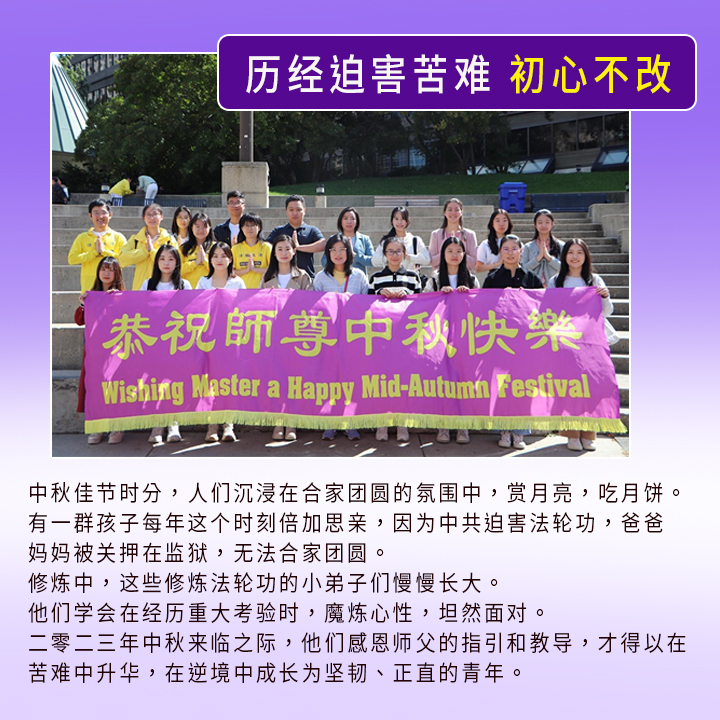 历经迫害苦难 初心不改
恭祝師尊中秋快樂
Wishing Master a Happy Mid-Autumn Festival
中秋佳节时分，人们沉浸在合家团圆的氛围中，赏月亮，吃月饼。
有一群孩子每年这个时刻倍加思亲，因为中共迫害法轮功，爸爸
妈妈被关押在监狱，无法合家团圆。
修炼中，这些修炼法轮功的小弟子们慢慢长大。
他们学会在经历重大考验时，魔炼心性，坦然面对。
二零二三年中秋来临之际，他们感恩师父的指引和教导，才得以在
苦难中升华，在逆境中成长为坚韧、正直的青年。